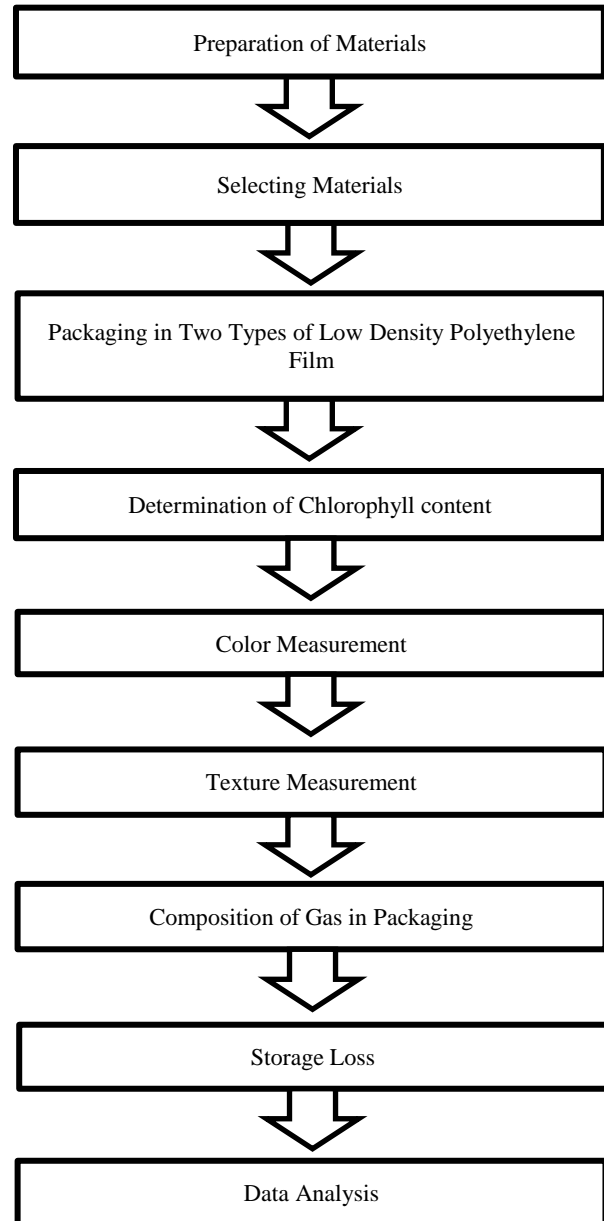 Preparation of Materials
Selecting Materials
Packaging in Two Types of Low Density Polyethylene
Film
Determination of Chlorophyll content
Color Measurement
Texture Measurement
Composition of Gas in Packaging
Storage Loss
Data Analysis